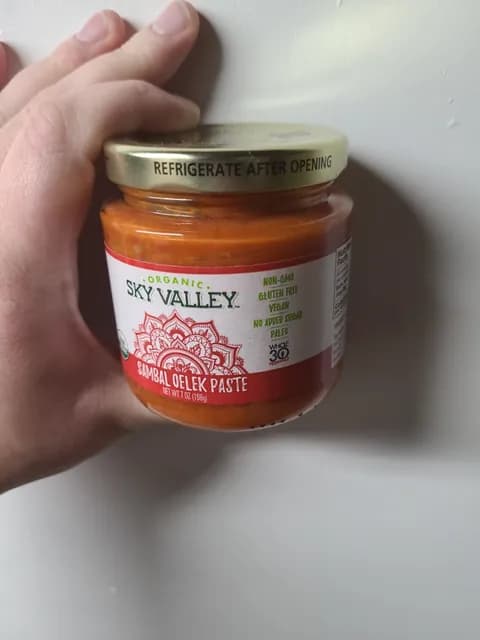 REFRIGERATE AFTER OPENING
ORGANIC
SKY VALLEY
NON-GMO
GLUTEN FREE
VEGAN
NO ADDED SUGAR
PALEO
WHOLE
30
SAMBAL OELEK PASTE
NET WT 7 OZ (198g)